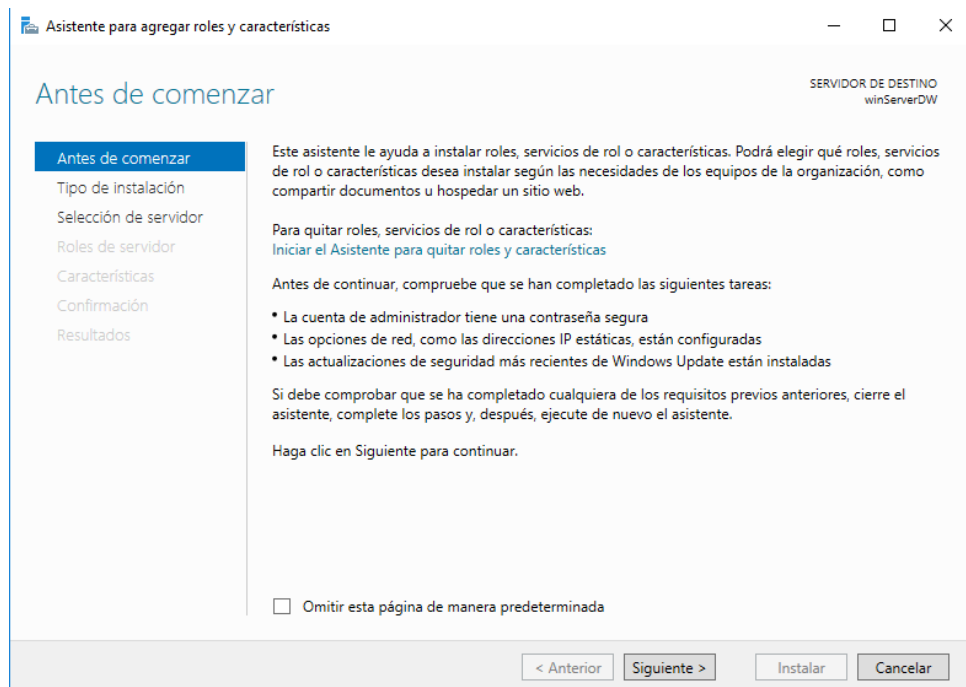 Asistente para agregar roles y características
Antes de comenzar
SERVIDOR DE DESTINO
winServerDW
Antes de comenzar
Tipo de instalación
Selección de servidor
Roles de servidor
Características
Confirmación
Resultados
Este asistente le ayuda a instalar roles, servicios de rol o características. Podrá elegir qué roles, servicios
de rol o características desea instalar según las necesidades de los equipos de la organización, como
compartir documentos u hospedar un sitio web.
Para quitar roles, servicios de rol o características:
Iniciar el Asistente para quitar roles y características
Antes de continuar, compruebe que se han completado las siguientes tareas:
• La cuenta de administrador tiene una contraseña segura
• Las opciones de red, como las direcciones IP estáticas, están configuradas
• Las actualizaciones de seguridad más recientes de Windows Update están instaladas
Si debe comprobar que se ha completado cualquiera de los requisitos previos anteriores, cierre el
asistente, complete los pasos y, después, ejecute de nuevo el asistente.
Haga clic en Siguiente para continuar.
Omitir esta página de manera predeterminada
< Anterior
Siguiente >
Instalar
Cancelar